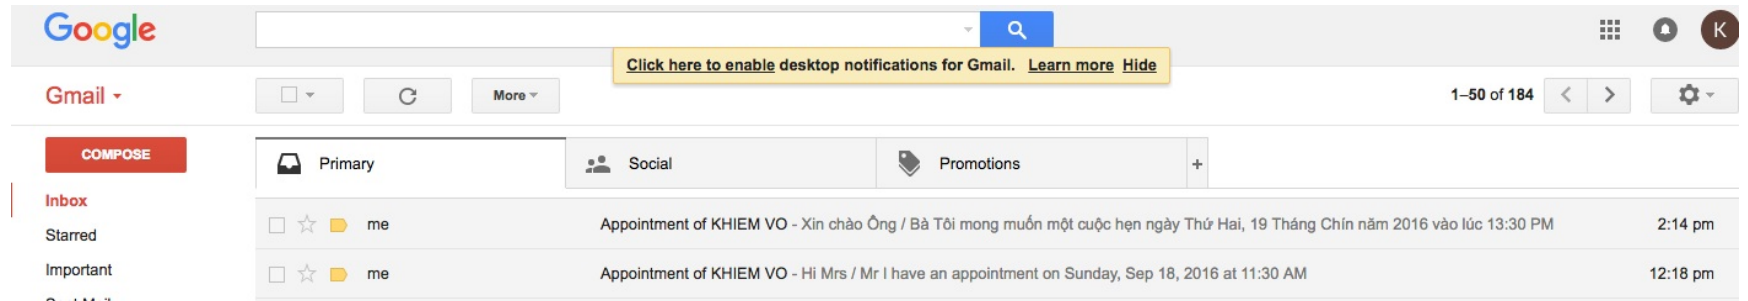 Google
K
Click here to enable desktop notifications for Gmail. Learn more Hide
Gmail
More
1–50 of 184
COMPOSE
Primary
Social
Promotions
+
Inbox
me
Appointment of KHIEM VO - Xin chào Ông / Bà Tôi mong muốn một cuộc hẹn ngày Thứ Hai, 19 Tháng Chín năm 2016 vào lúc 13:30 PM
2:14 pm
Starred
Important
me
Appointment of KHIEM VO - Hi Mrs / Mr I have an appointment on Sunday, Sep 18, 2016 at 11:30 AM
12:18 pm